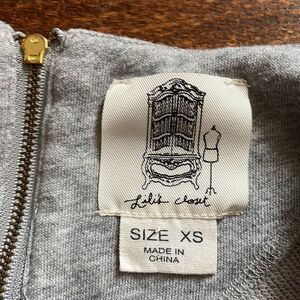 Lili's Closet
SIZE XS
MADE IN
CHINA